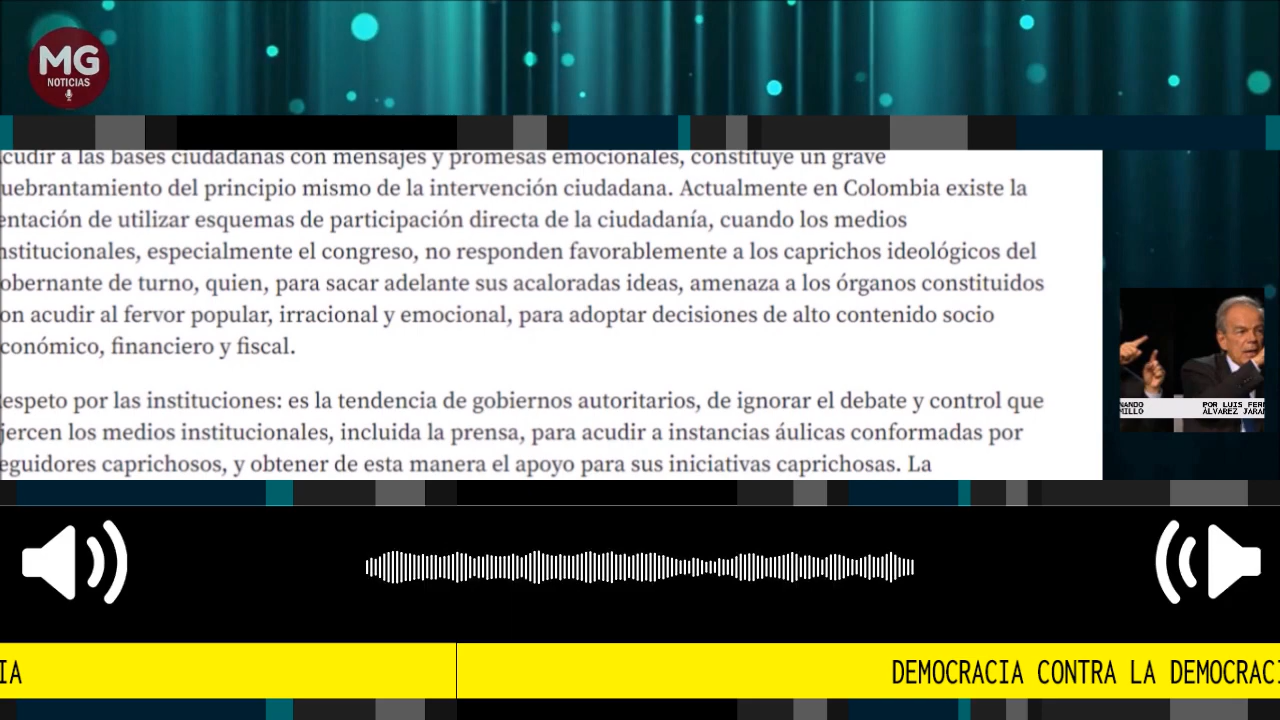 MG
NOTICIAS
cudir a las bases ciudadanas con mensajes y promesas emocionales, constituye un grave
uebrantamiento del principio mismo de la intervención ciudadana. Actualmente en Colombia existe la
entación de utilizar esquemas de participación directa de la ciudadanía, cuando los medios
nstitucionales, especialmente el congreso, no responden favorablemente a los caprichos ideológicos del
obernante de turno, quien, para sacar adelante sus acaloradas ideas, amenaza a los órganos constituidos
on acudir al fervor popular, irracional y emocional, para adoptar decisiones de alto contenido socio
conómico, financiero y fiscal.
espeto por las instituciones: es la tendencia de gobiernos autoritarios, de ignorar el debate y control que
jercen los medios institucionales, incluida la prensa, para acudir a instancias áulicas conformadas por
eguidores caprichosos, y obtener de esta manera el apoyo para sus iniciativas caprichosas. La
NANDO POR LUIS FER
MILLO ÁLVAREZ JARA
IA DEMOCRACIA CONTRA LA DEMOCRACI